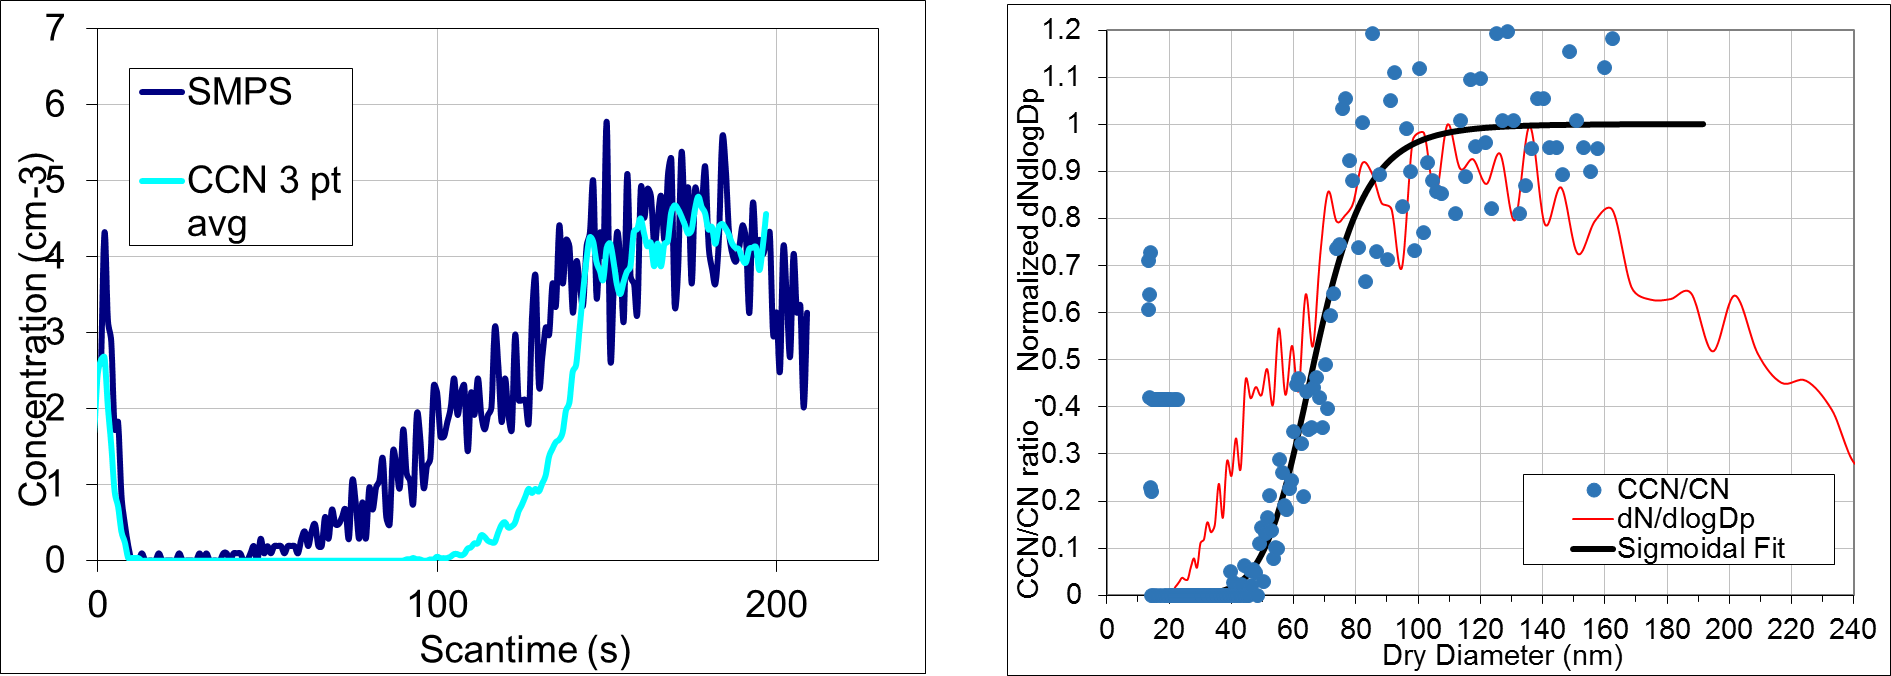 7
6
5
4
3
2
1
0
Concentration (cm-3)
SMPS
CCN 3 pt
avg
0
100
200
Scantime (s)
1.2
1.1
1
0.9
0.8
0.7
0.6
0.5
0.4
0.3
0.2
0.1
0
CCN/CN ratio , Normalized dNdlogDp
CCN/CN
dN/dlogDp
Sigmoidal Fit
0 20 40 60 80 100 120 140 160 180 200 220 240
Dry Diameter (nm)